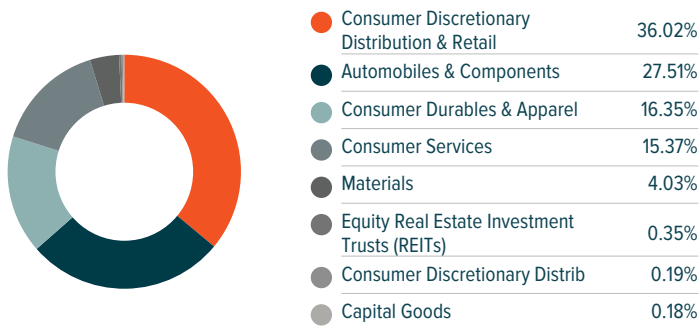 Consumer Discretionary
Distribution & Retail 36.02%
Automobiles & Components 27.51%
Consumer Durables & Apparel 16.35%
Consumer Services 15.37%
Materials 4.03%
Equity Real Estate Investment
Trusts (REITs) 0.35%
Consumer Discretionary Distrib 0.19%
Capital Goods 0.18%